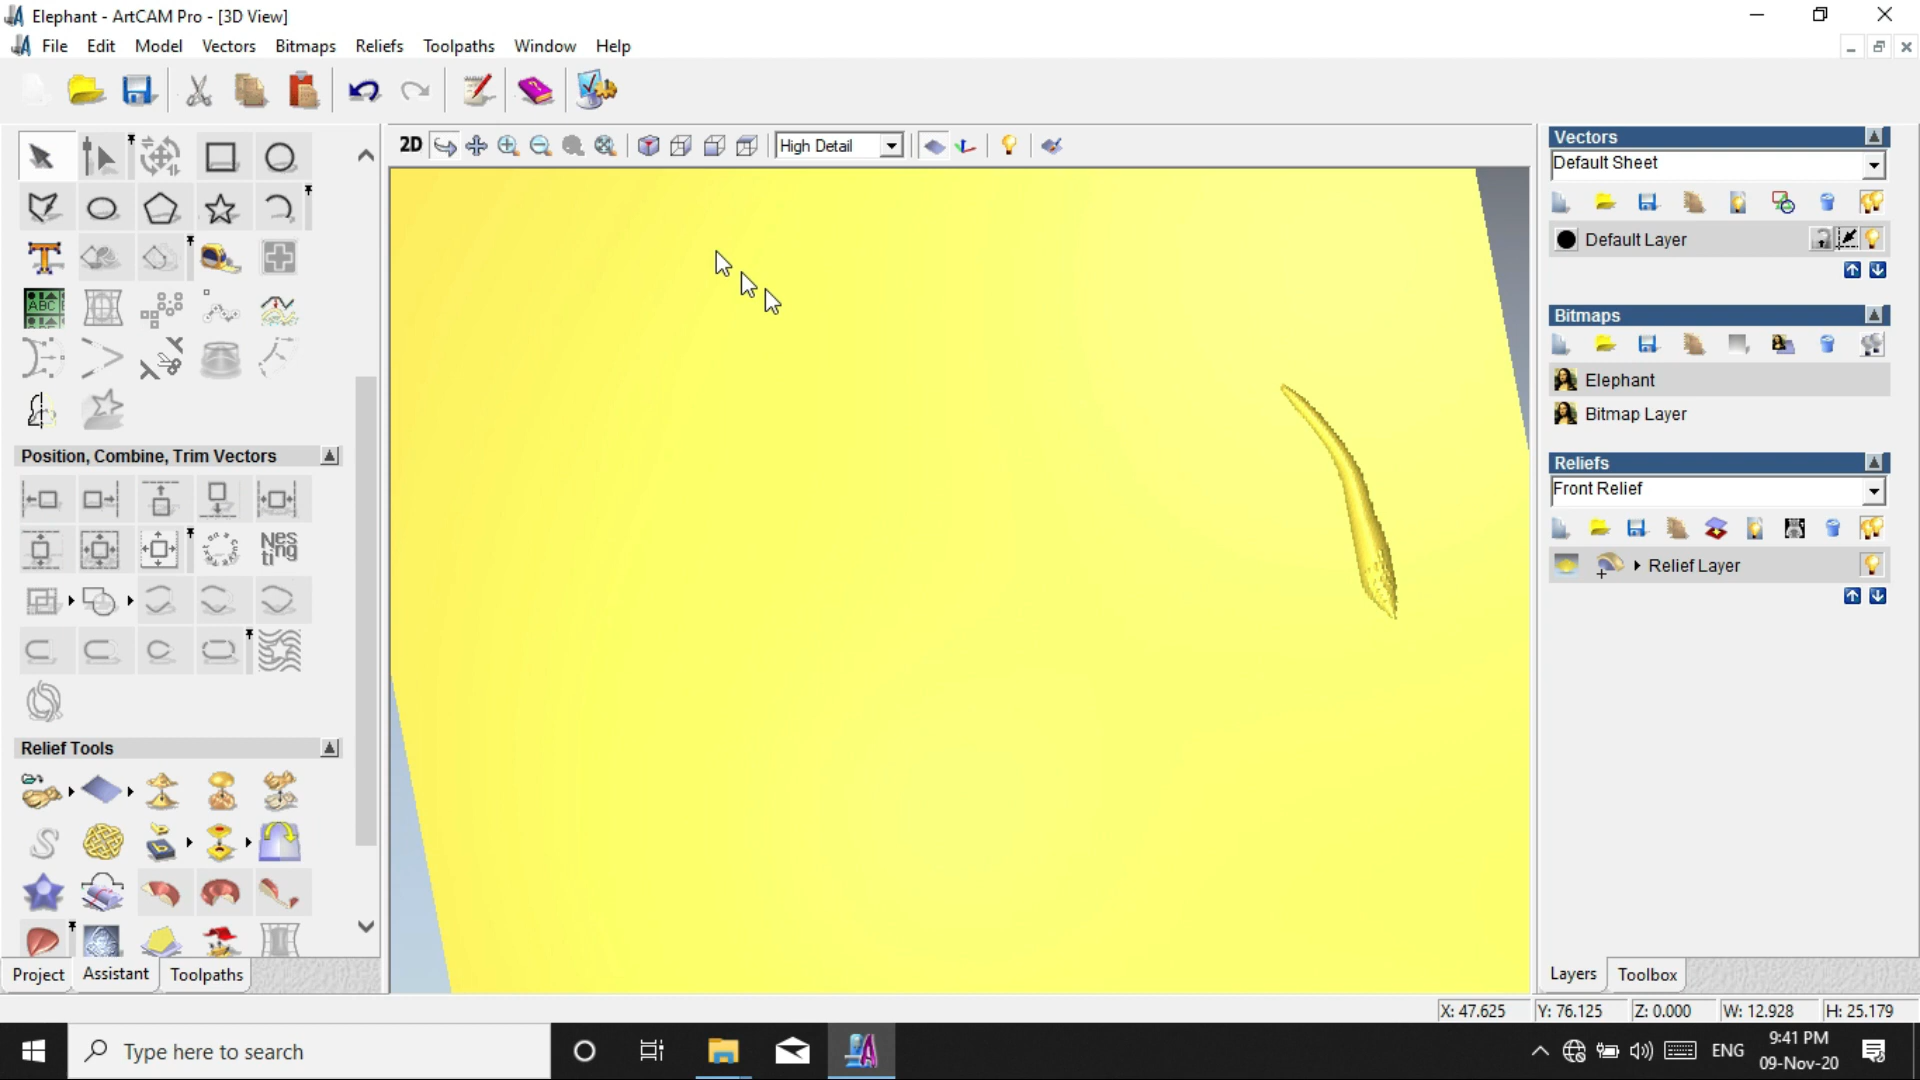 Elephant - ArtCAM Pro - [3D View]
File Edit Model Vectors Bitmaps Reliefs Toolpaths Window Help
2D High Detail
ABC
Position, Combine, Trim Vectors
Nes
ting
Relief Tools
S
Project Assistant Toolpaths
Vectors
Default Sheet
Default Layer
Bitmaps
Elephant
Bitmap Layer
Reliefs
Front Relief
Relief Layer
Layers Toolbox
X: 47.625 Y: 76.125 Z: 0.000 W: 12.928 H: 25.179
Type here to search
ENG
9:41 PM
09-Nov-20